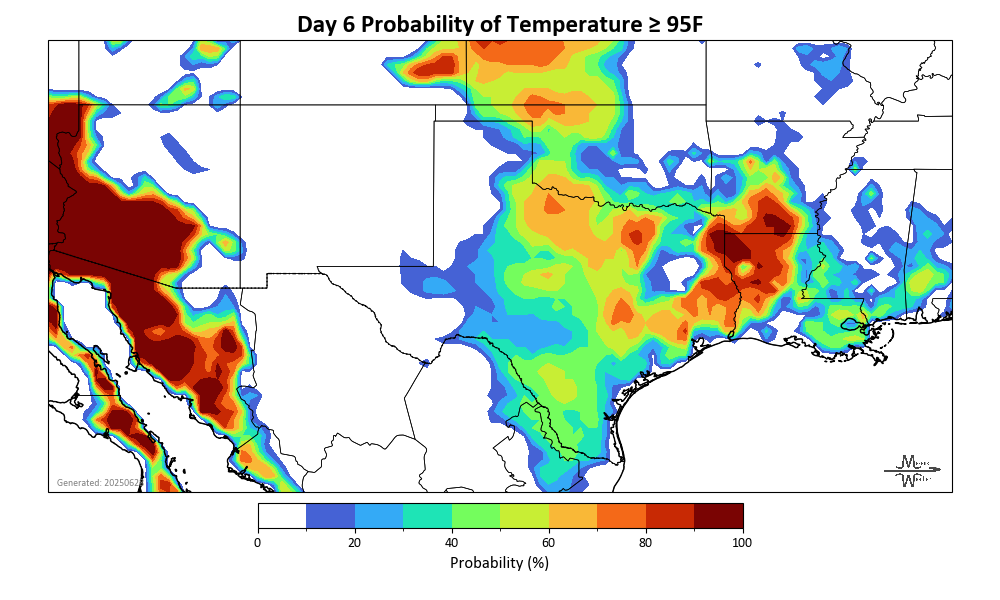 Day 6 Probability of Temperature ≥ 95F
Generated: 2025062
0 20 40 60 80 100
Probability (%)